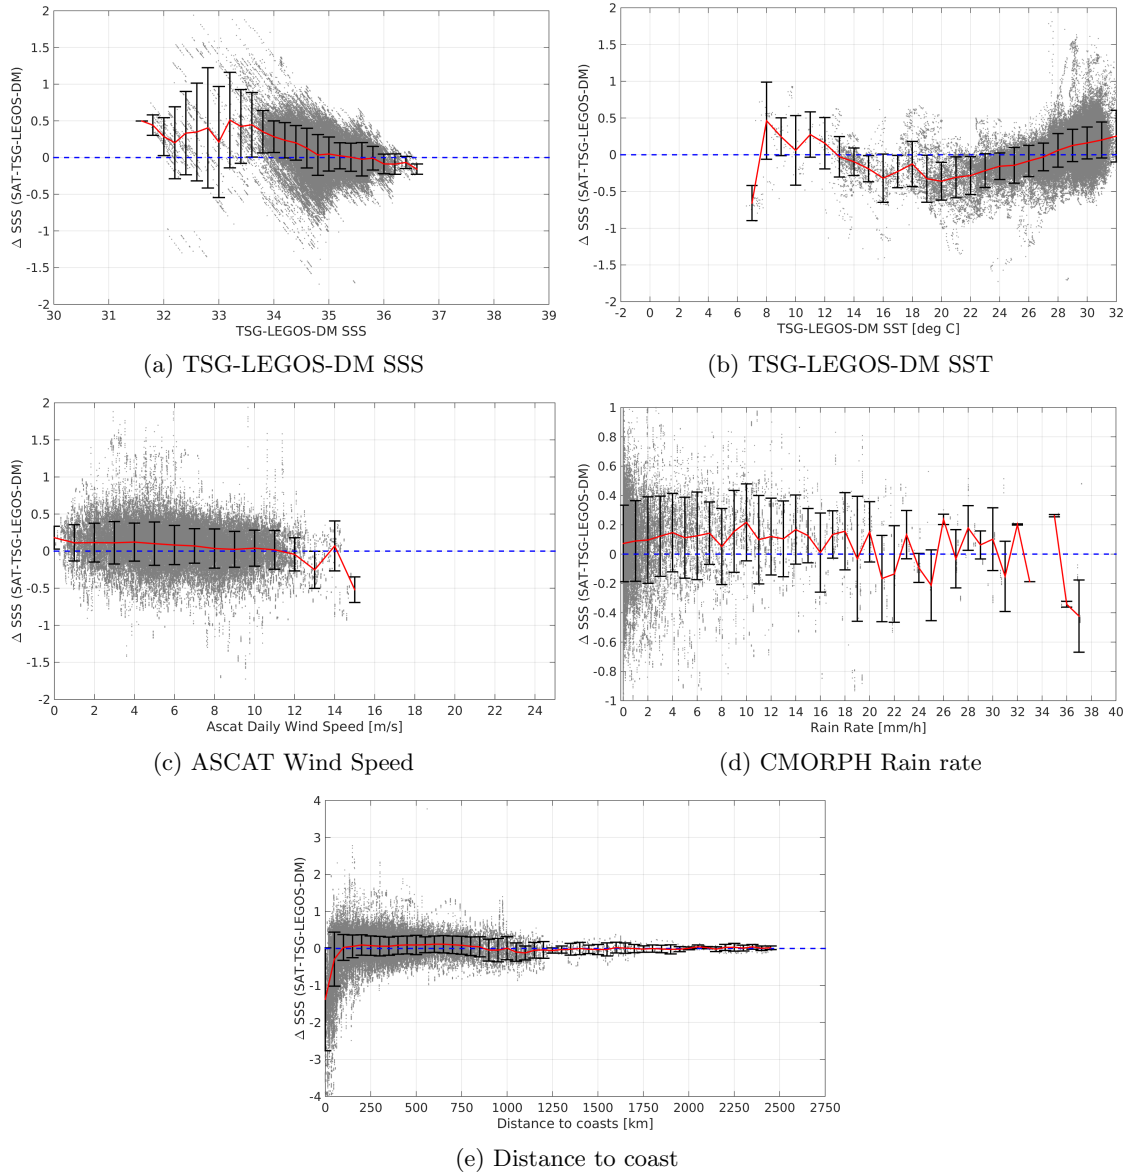 2
1.5
1
0.5
0
-0.5
-1
-1.5
-2
Δ SSS (SAT-TSG-LEGOS-DM)
30 31 32 33 34 35 36 37 38 39
TSG-LEGOS-DM SSS
(a) TSG-LEGOS-DM SSS
2
1.5
1
0.5
0
-0.5
-1
-1.5
-2
Δ SSS (SAT-TSG-LEGOS-DM)
-2 0 2 4 6 8 10 12 14 16 18 20 22 24 26 28 30 32
TSG-LEGOS-DM SST [deg C]
(b) TSG-LEGOS-DM SST
2
1.5
1
0.5
0
-0.5
-1
-1.5
-2
Δ SSS (SAT-TSG-LEGOS-DM)
0 2 4 6 8 10 12 14 16 18 20 22 24
Ascat Daily Wind Speed [m/s]
(c) ASCAT Wind Speed
1
0.8
0.6
0.4
0.2
0
-0.2
-0.4
-0.6
-0.8
-1
Δ SSS (SAT-TSG-LEGOS-DM)
0 2 4 6 8 10 12 14 16 18 20 22 24 26 28 30 32 34 36 38 40
Rain Rate [mm/h]
(d) CMORPH Rain rate
4
3
2
1
0
-1
-2
-3
-4
Δ SSS (SAT-TSG-LEGOS-DM)
0 250 500 750 1000 1250 1500 1750 2000 2250 2500 2750
Distance to coasts [km]
(e) Distance to coast